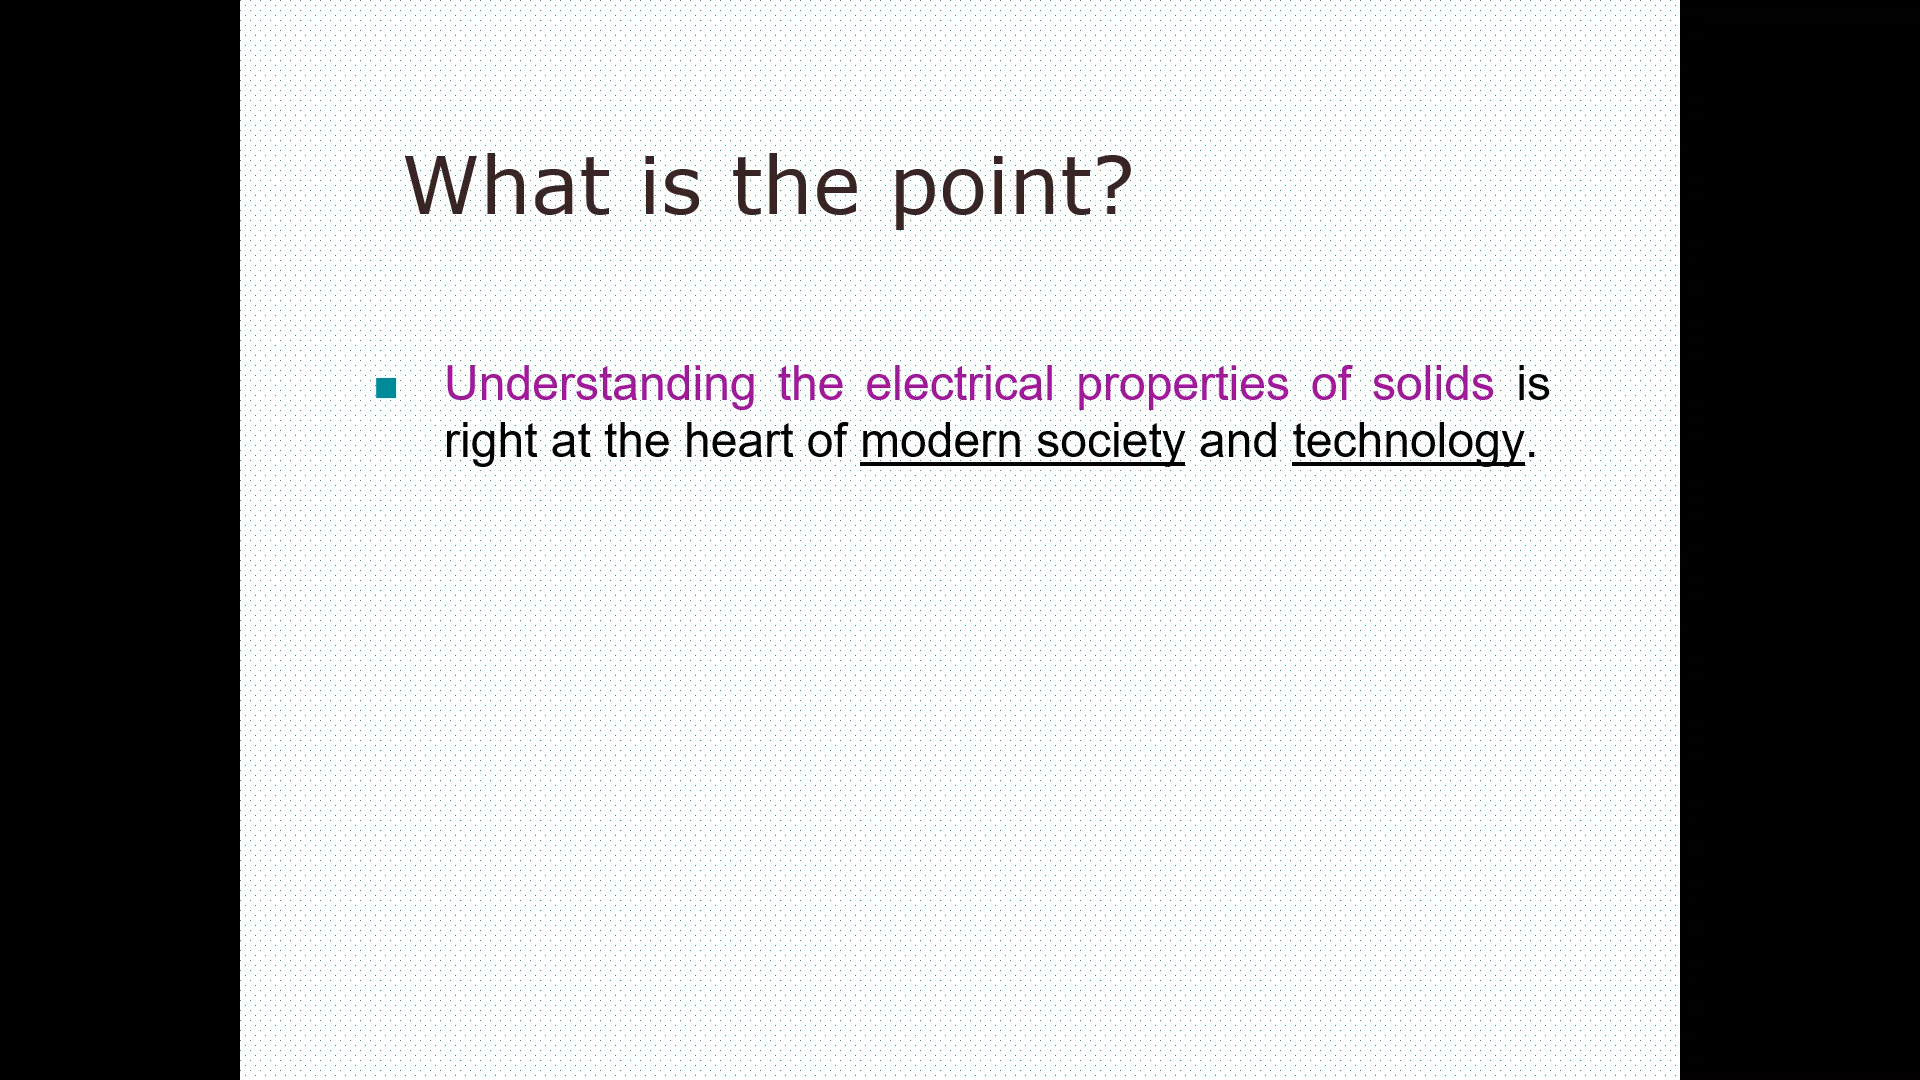 What is the point?
Understanding the electrical properties of solids is
right at the heart of modern society and technology.